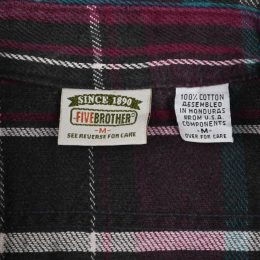 SINCE 1890
FIVEBROTHER
-M-
SEE REVERSE FOR CARE
100% COTTON
ASSEMBLED
IN HONDURAS
FROM U.S.A.
COMPONENTS
-M-
OVER FOR CARE